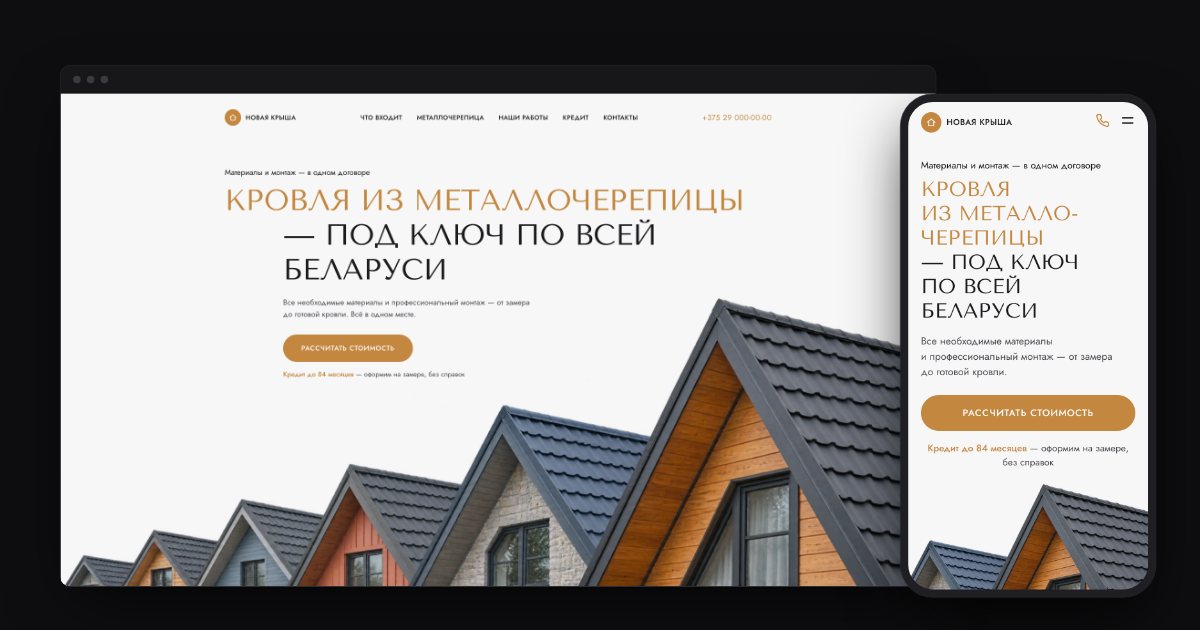 НОВАЯ КРЫША
ЧТО ВХОДИТ МЕТАЛЛОЧЕРЕПИЦА НАШИ РАБОТЫ КРЕДИТ КОНТАКТЫ
+375 29 000-00-00
Материалы и монтаж — в одном договоре
КРОВЛЯ ИЗ МЕТАЛЛОЧЕРЕПИЦЫ
— ПОД КЛЮЧ ПО ВСЕЙ
БЕЛАРУСИ
Все необходимые материалы и профессиональный монтаж — от замера
до готовой кровли. Всё в одном месте.
РАССЧИТАТЬ СТОИМОСТЬ
Кредит до 84 месяцев — оформим на замере, без справок
НОВАЯ КРЫША
Материалы и монтаж — в одном договоре
КРОВЛЯ
ИЗ МЕТАЛЛО-
ЧЕРЕПИЦЫ
— ПОД КЛЮЧ
ПО ВСЕЙ
БЕЛАРУСИ
Все необходимые материалы
и профессиональный монтаж — от замера
до готовой кровли.
РАССЧИТАТЬ СТОИМОСТЬ
Кредит до 84 месяцев — оформим на замере,
без справок